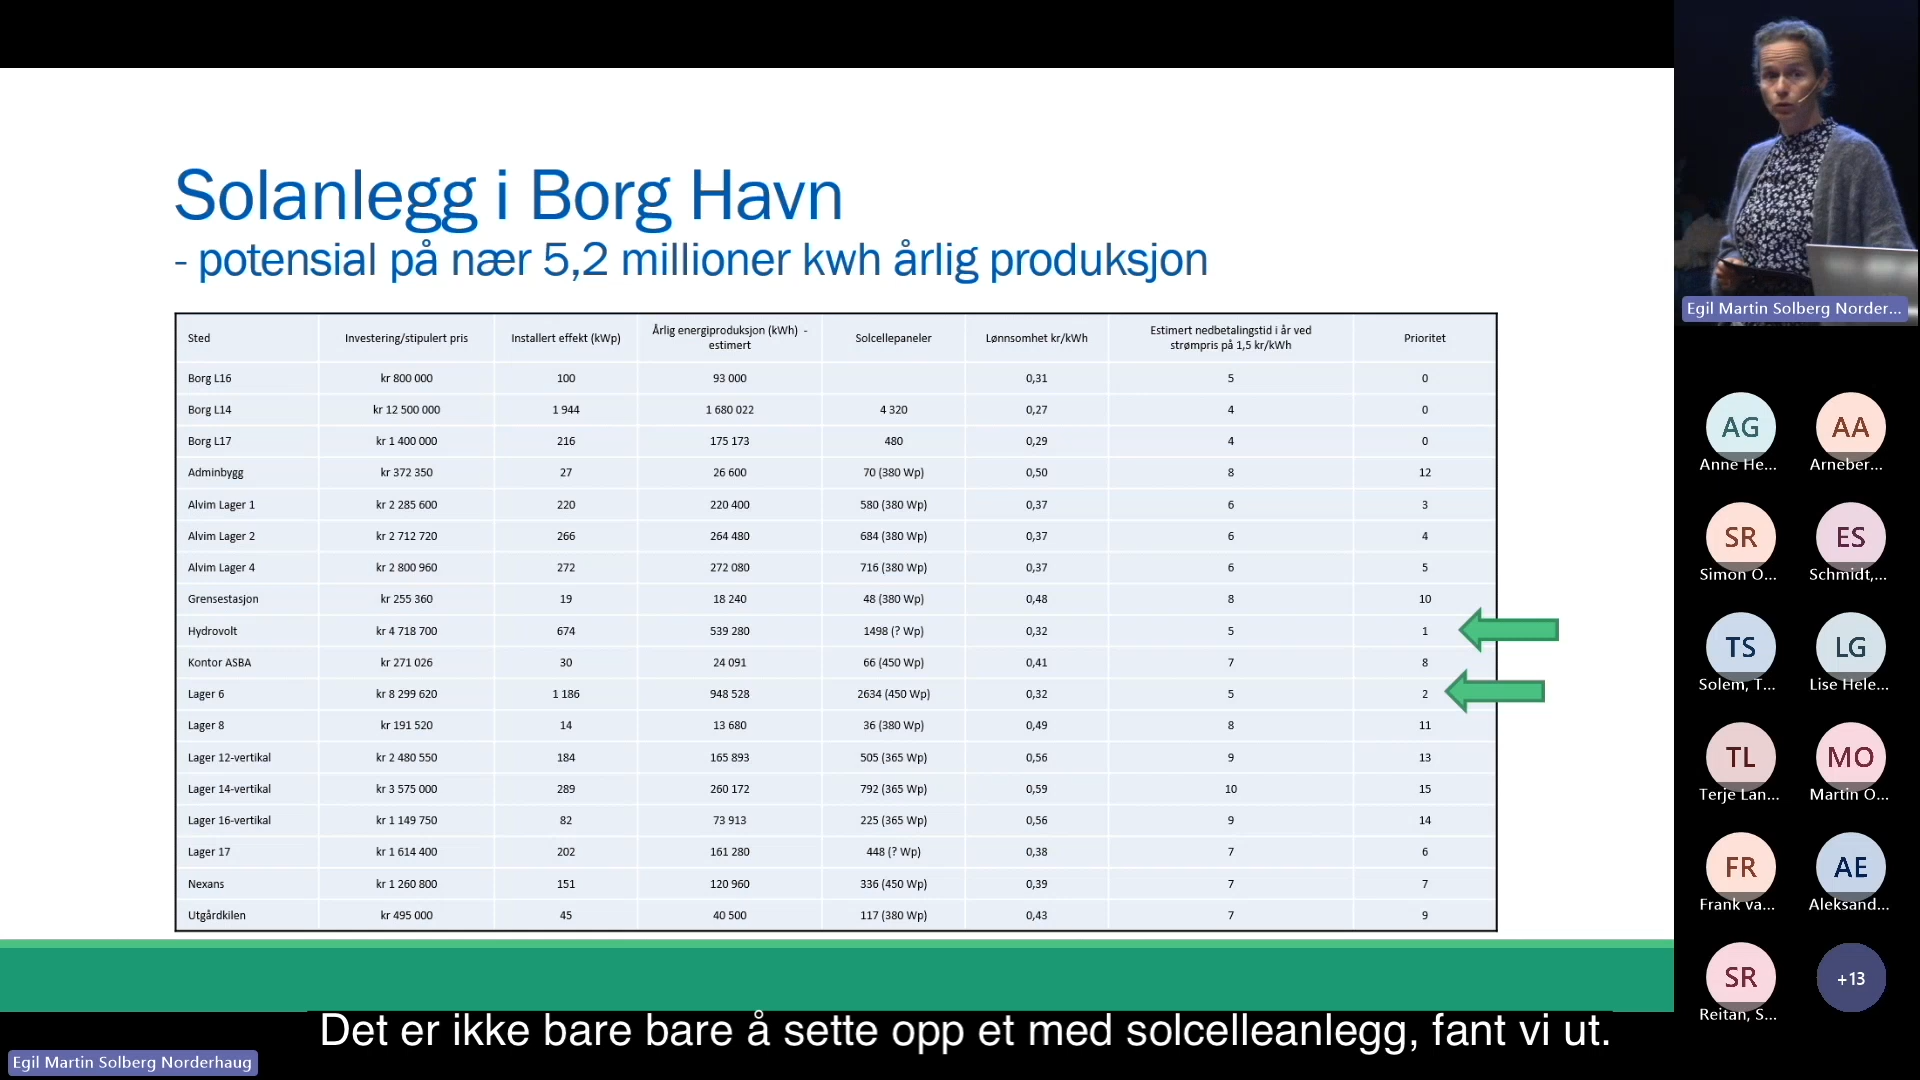 Solanlegg i Borg Havn
- potensial på nær 5,2 millioner kwh årlig produksjon
Sted Investering/stipulert pris Installert effekt (kWp) Årlig energiproduksjon (kWh) - estimert Solcellepaneler Lønnsomhet kr/kWh Estimert nedbetalingstid i år ved strømpris på 1,5 kr/kWh Prioritet
Borg L16 kr 800 000 100 93 000 0,31 5 0
Borg L14 kr 12 500 000 1 944 1 680 022 4 320 0,27 4 0
Borg L17 kr 1 400 000 216 175 173 480 0,29 4 0
Adminbygg kr 372 350 27 26 600 70 (380 Wp) 0,50 8 12
Alvim Lager 1 kr 2 285 600 220 220 400 580 (380 Wp) 0,37 6 3
Alvim Lager 2 kr 2 712 720 266 264 480 684 (380 Wp) 0,37 6 4
Alvim Lager 4 kr 2 800 960 272 272 080 716 (380 Wp) 0,37 6 5
Grensestasjon kr 255 360 19 18 240 48 (380 Wp) 0,48 8 10
Hydrovolt kr 4 718 700 674 539 280 1498 (? Wp) 0,32 5 1
Kontor ASBA kr 271 026 30 24 091 66 (450 Wp) 0,41 7 8
Lager 6 kr 8 299 620 1 186 948 528 2634 (450 Wp) 0,32 5 2
Lager 8 kr 191 520 14 13 680 36 (380 Wp) 0,49 8 11
Lager 12-vertikal kr 2 480 550 184 165 893 505 (365 Wp) 0,56 9 13
Lager 14-vertikal kr 3 575 000 289 260 172 792 (365 Wp) 0,59 10 15
Lager 16-vertikal kr 1 149 750 82 73 913 225 (365 Wp) 0,56 9 14
Lager 17 kr 1 614 400 202 161 280 448 (? Wp) 0,38 7 6
Nexans kr 1 260 800 151 120 960 336 (450 Wp) 0,39 7 7
Utgårdkilen kr 495 000 45 40 500 117 (380 Wp) 0,43 7 9
Det er ikke bare bare å sette opp et med solcelleanlegg, fant vi ut.
Egil Martin Solberg Norderhaug
Egil Martin Solberg Norder...
AG AA
Anne He... Arneber...
SR ES
Simon O... Schmidt,...
TS LG
Solem, T... Lise Hele...
TL MO
Terje Lan... Martin O...
FR AE
Frank va... Aleksand...
SR +13
Reitan, S...